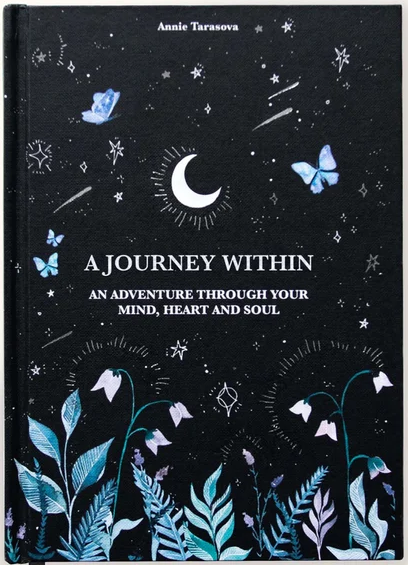 Annie Tarasova
A JOURNEY WITHIN
AN ADVENTURE THROUGH YOUR
MIND, HEART AND SOUL